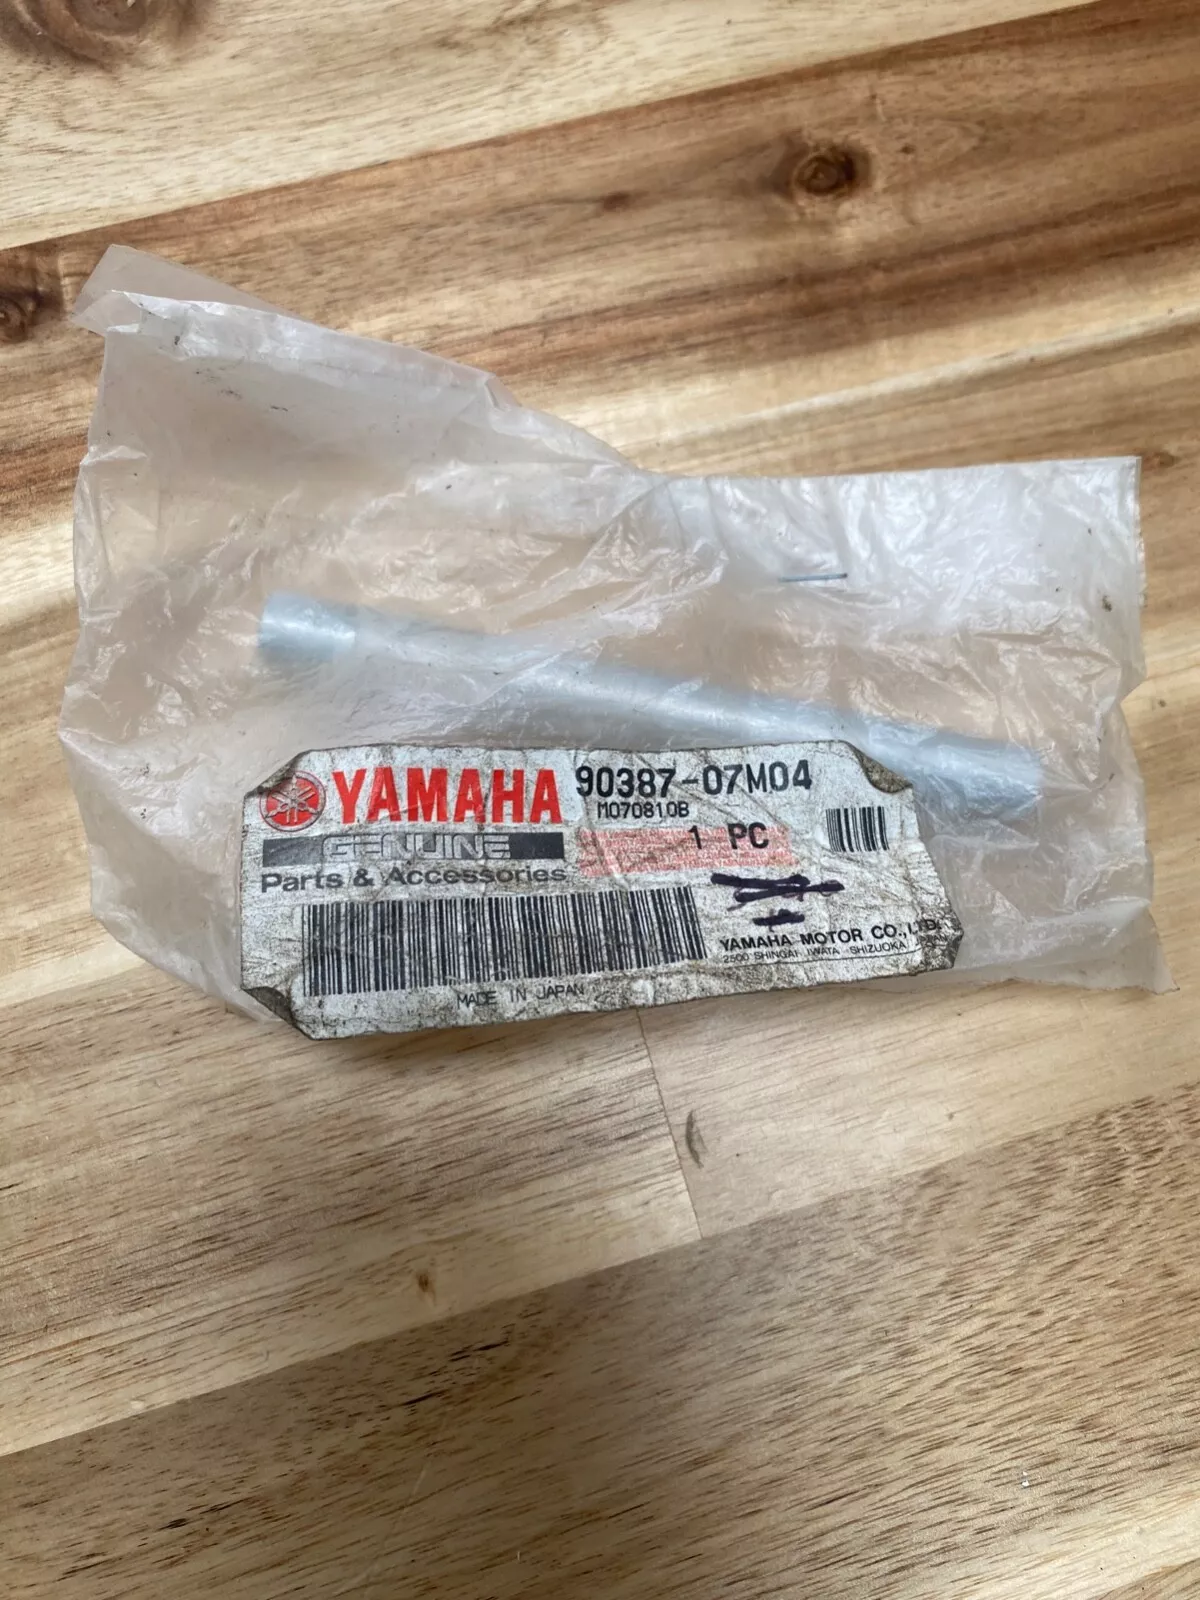 YAMAHA
GENUINE
Parts & Accessories
90387-07M04
M070810B
1 PC
YAMAHA MOTOR CO.,LTD.
2500 SHINGAI IWATA SHIZUOKA
MADE IN JAPAN